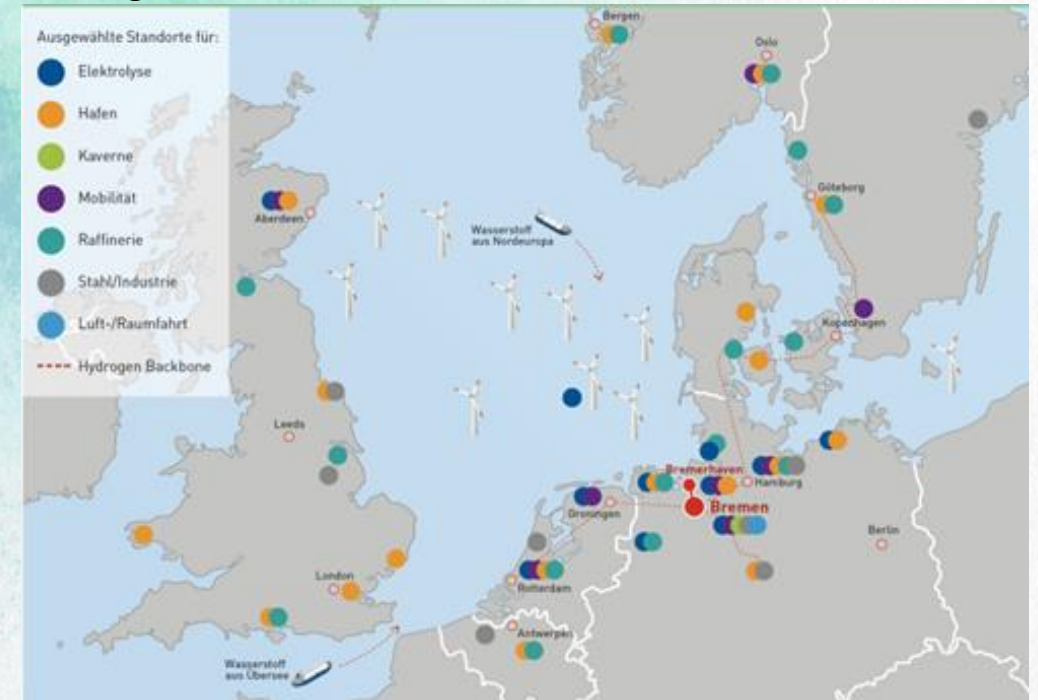 Ausgewählte Standorte für:
Elektrolyse
Hafen
Kaverne
Mobilität
Raffinerie
Stahl/Industrie
Luft-/Raumfahrt
Hydrogen Backbone
Bergen
Oslo
Göteborg
Aberdeen
Wasserstoff
aus Nordeuropa
Kopenhagen
Leeds
Bremerhaven
Hamburg
Groningen
Bremen
Berlin
London
Rotterdam
Antwerpen
Wasserstoff
aus Übersee